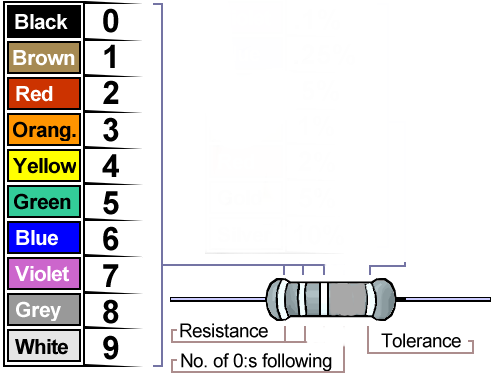 Black 0
Brown 1
Red 2
Orang. 3
Yellow 4
Green 5
Blue 6
Violet 7
Grey 8
White 9
Resistance
No. of 0:s following
Tolerance